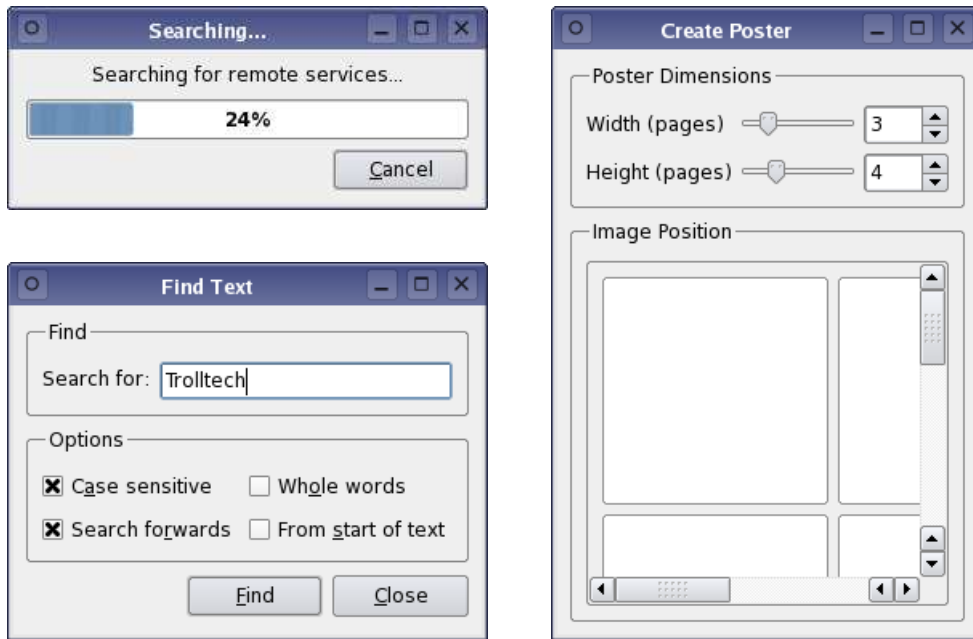 Searching...
Searching for remote services...
24%
Cancel
Find Text
Find
Search for: Trolltech
Options
Case sensitive Whole words
Search forwards From start of text
Find Close
Create Poster
Poster Dimensions
Width (pages) 3
Height (pages) 4
Image Position